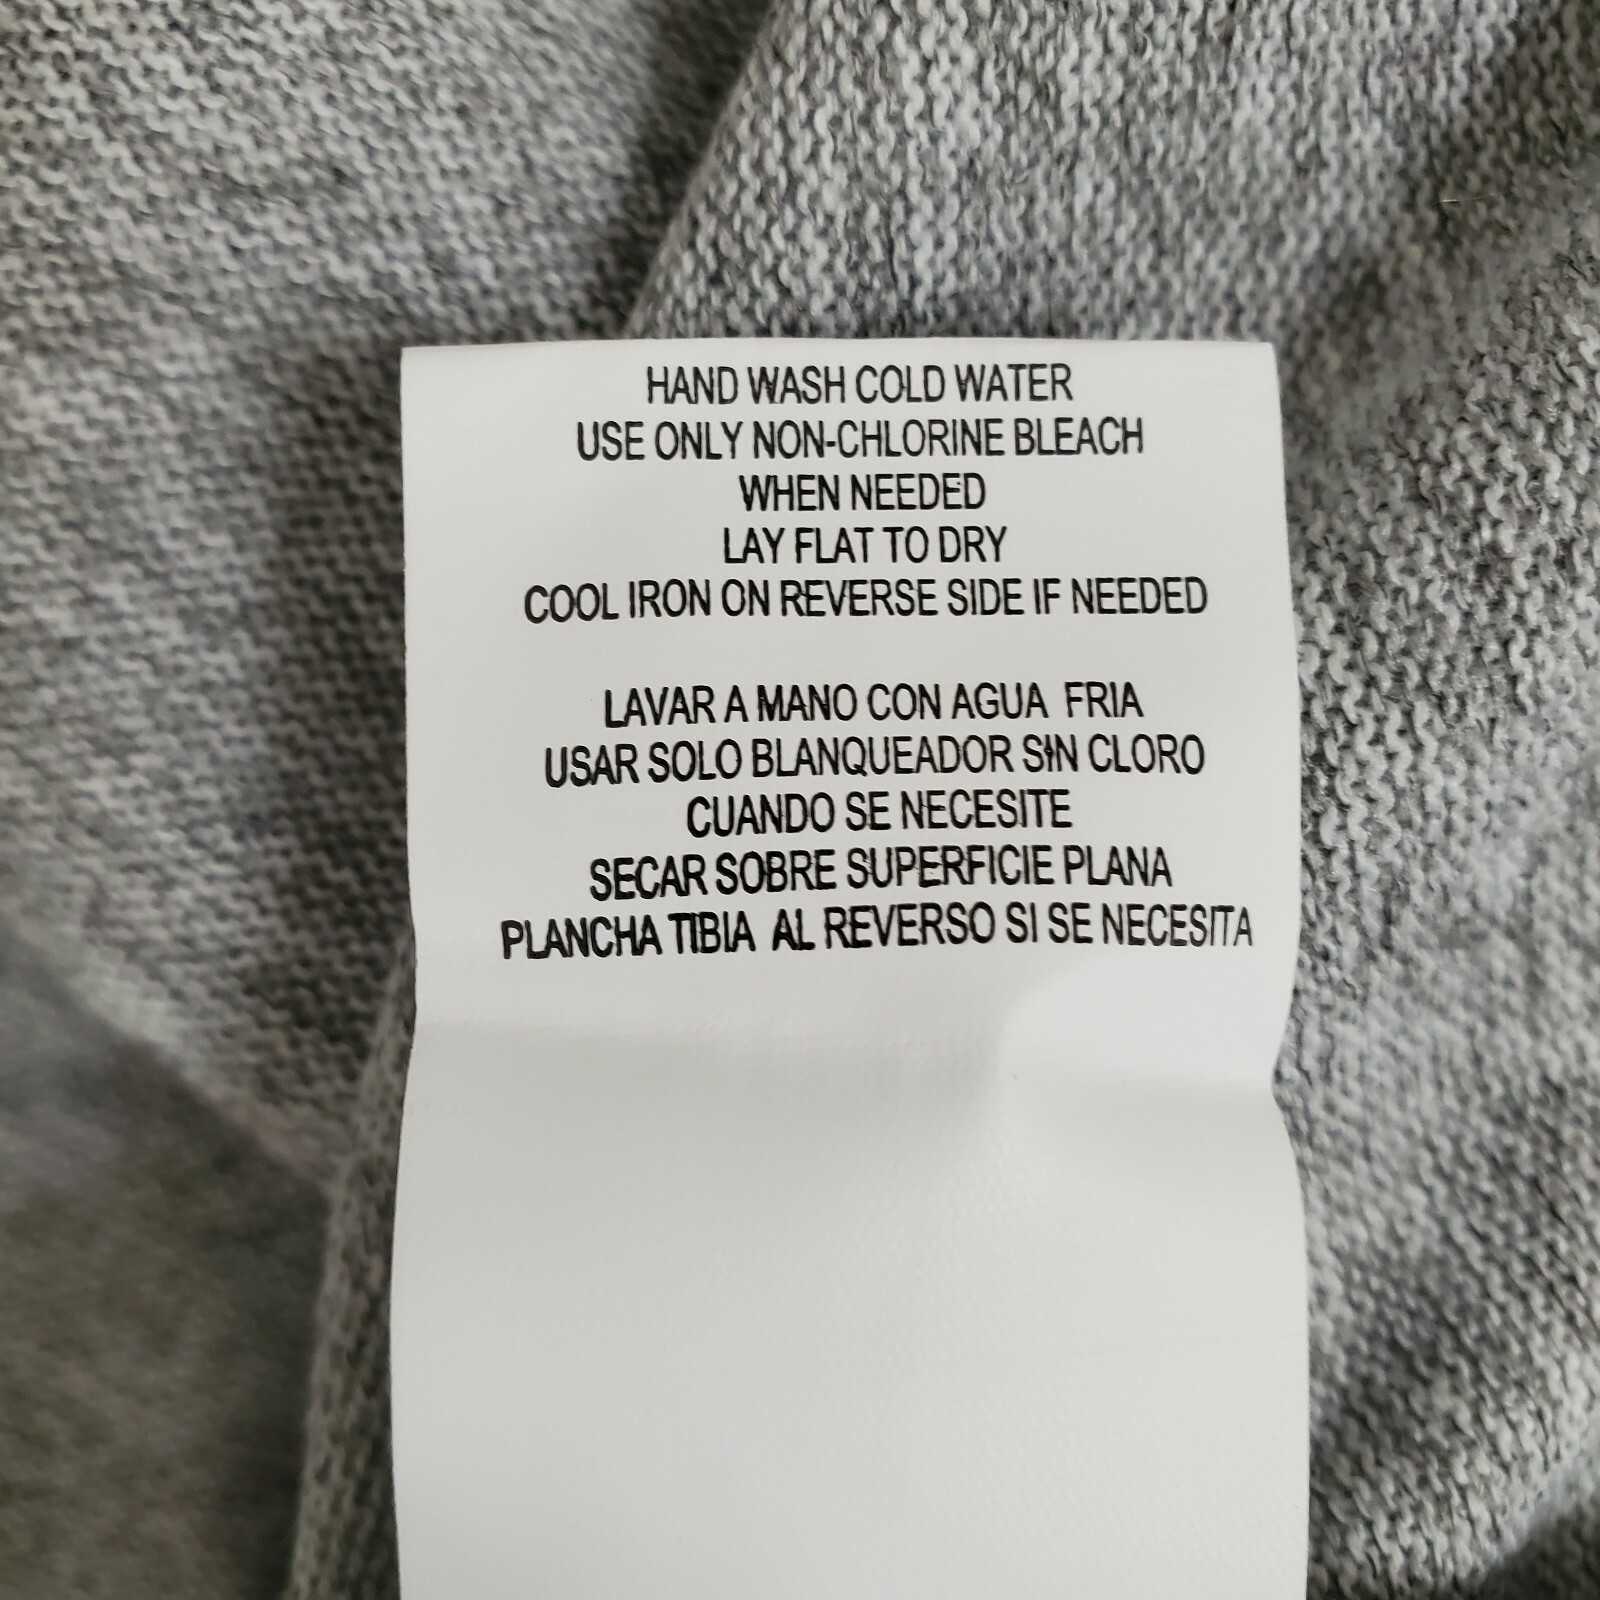 HAND WASH COLD WATER
USE ONLY NON-CHLORINE BLEACH
WHEN NEEDED
LAY FLAT TO DRY
COOL IRON ON REVERSE SIDE IF NEEDED
LAVAR A MANO CON AGUA FRIA
USAR SOLO BLANQUEADOR SIN CLORO
CUANDO SE NECESITE
SECAR SOBRE SUPERFICIE PLANA
PLANCHA TIBIA AL REVERSO SI SE NECESITA